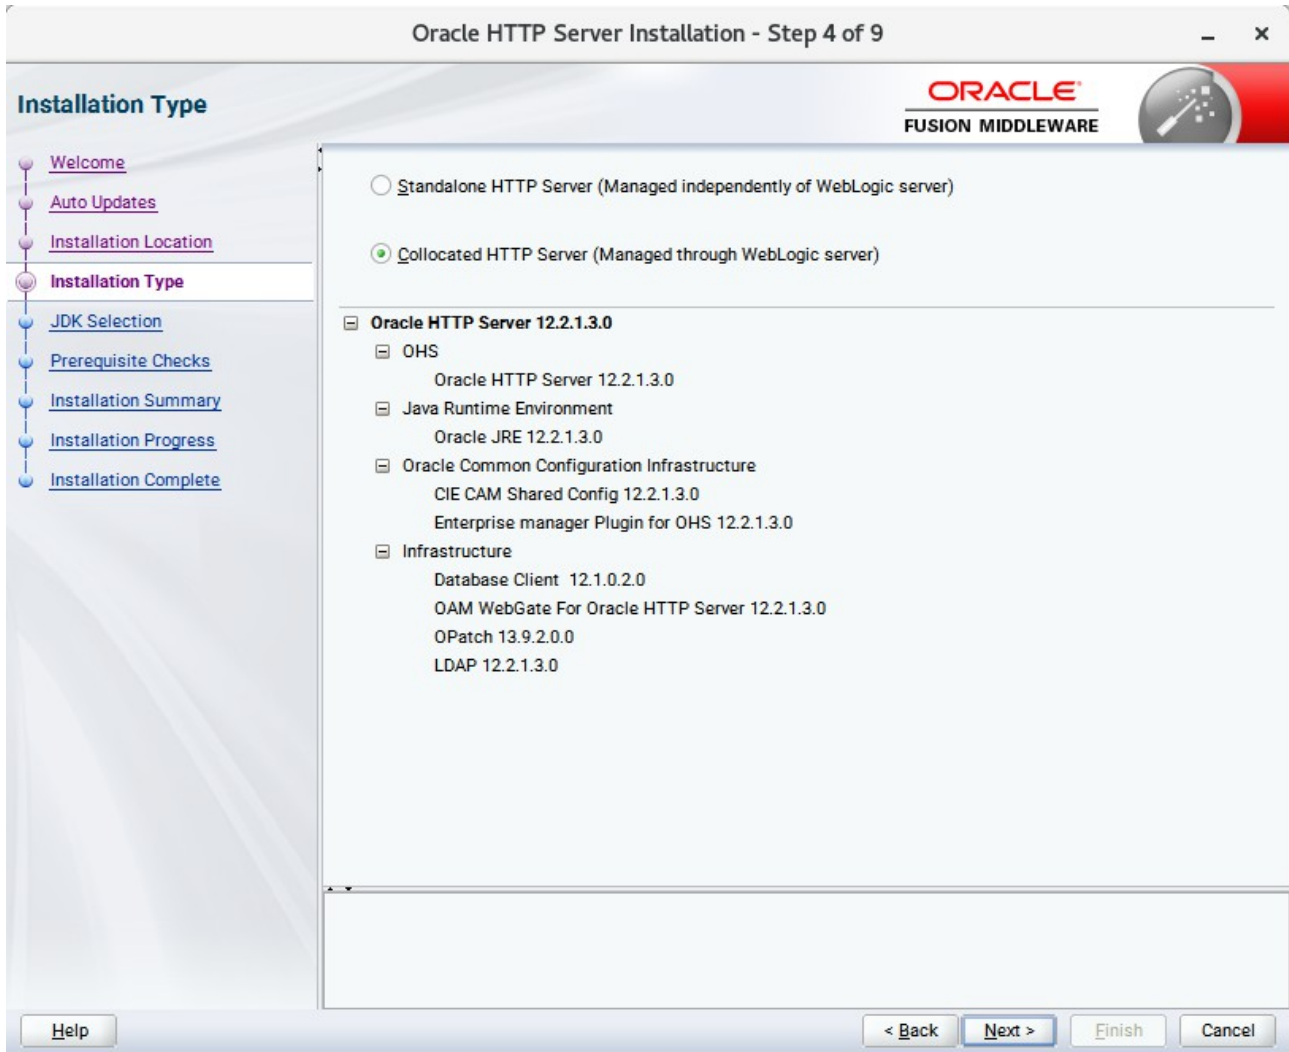 Oracle HTTP Server Installation - Step 4 of 9
Installation Type
ORACLE
FUSION MIDDLEWARE
Welcome
Auto Updates
Installation Location
Installation Type
JDK Selection
Prerequisite Checks
Installation Summary
Installation Progress
Installation Complete
Standalone HTTP Server (Managed independently of WebLogic server)
Collocated HTTP Server (Managed through WebLogic server)
Oracle HTTP Server 12.2.1.3.0
OHS
Oracle HTTP Server 12.2.1.3.0
Java Runtime Environment
Oracle JRE 12.2.1.3.0
Oracle Common Configuration Infrastructure
CIE CAM Shared Config 12.2.1.3.0
Enterprise manager Plugin for OHS 12.2.1.3.0
Infrastructure
Database Client  12.1.0.2.0
OAM WebGate For Oracle HTTP Server 12.2.1.3.0
OPatch 13.9.2.0.0
LDAP 12.2.1.3.0
Help
< Back
Next >
Finish
Cancel